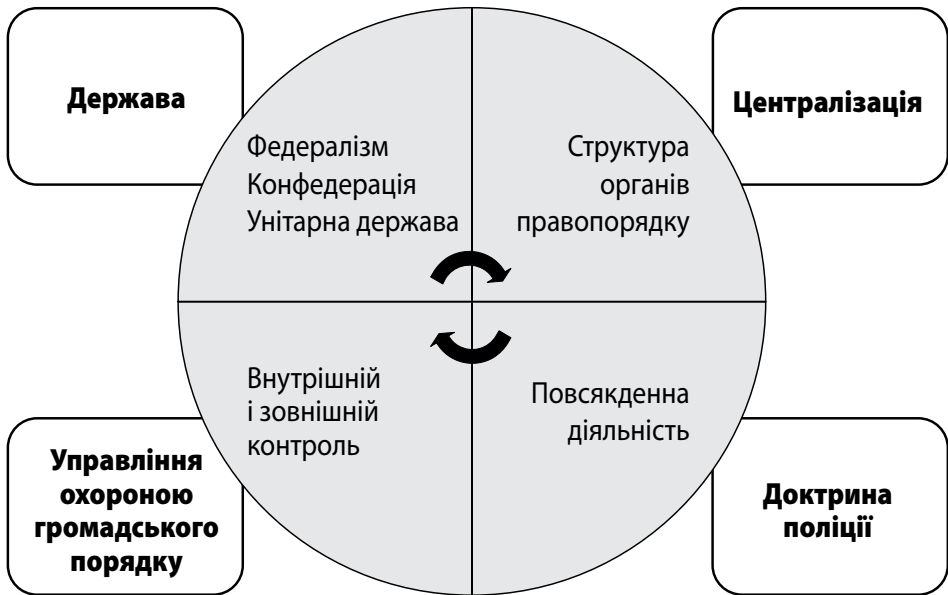 Держава
Централізація
Федералізм
Конфедерація
Унітарна держава
Структура
органів
правопорядку
Внутрішній
і зовнішній
контроль
Повсякденна
діяльність
Управління
охороною
громадського
порядку
Доктрина
поліції